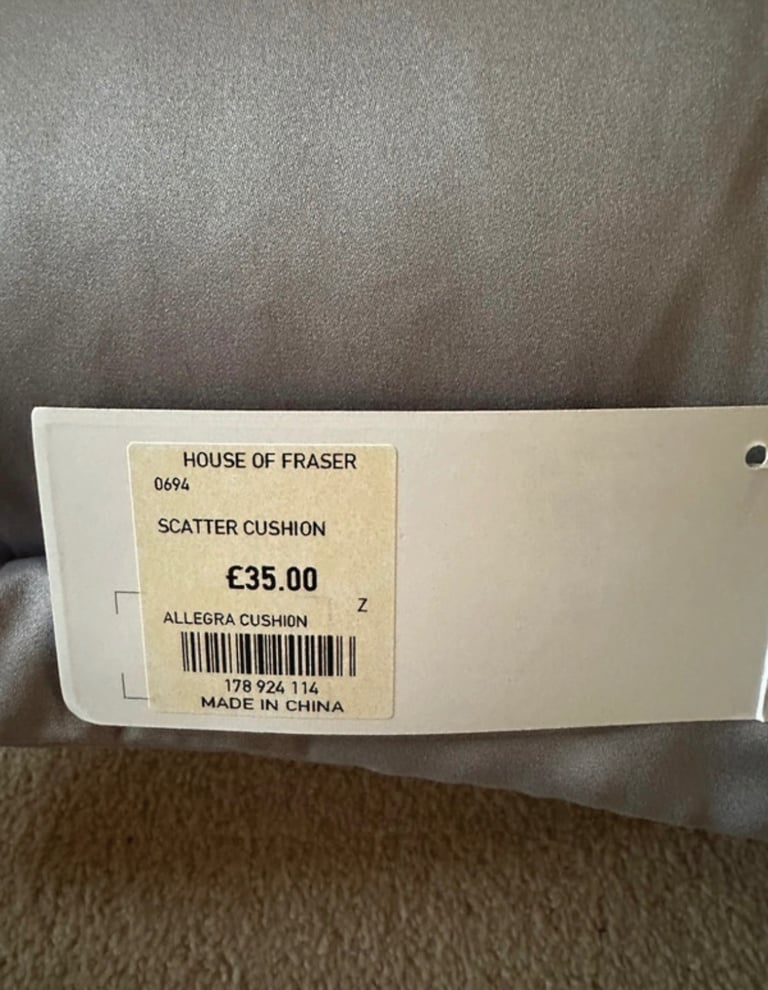 HOUSE OF FRASER
0694
SCATTER CUSHION
£35.00
Z
ALLEGRA CUSHION
178 924 114
MADE IN CHINA